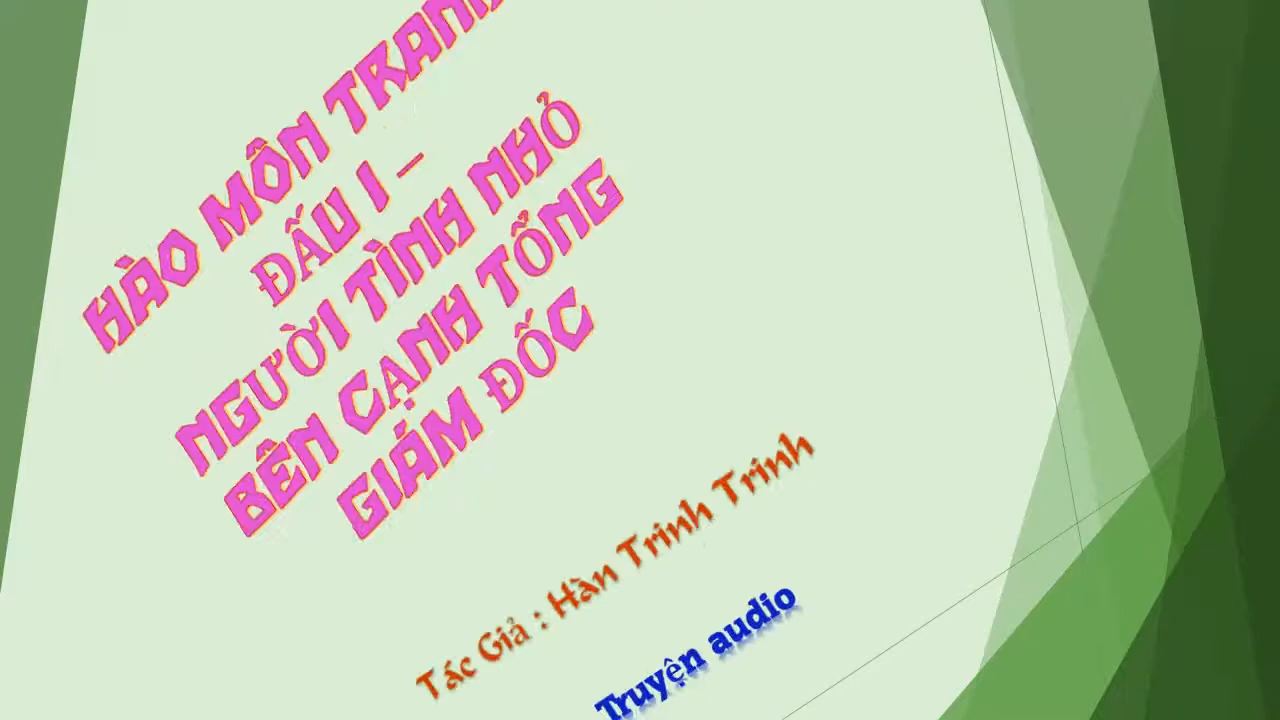 HÀO MÔN TRANH
ĐẤU I –
NGƯỜI TÌNH NHỎ
BÊN CẠNH TỔNG
GIÁM ĐỐC
Tác Giả : Hàn Trinh Trinh
Truyện audio